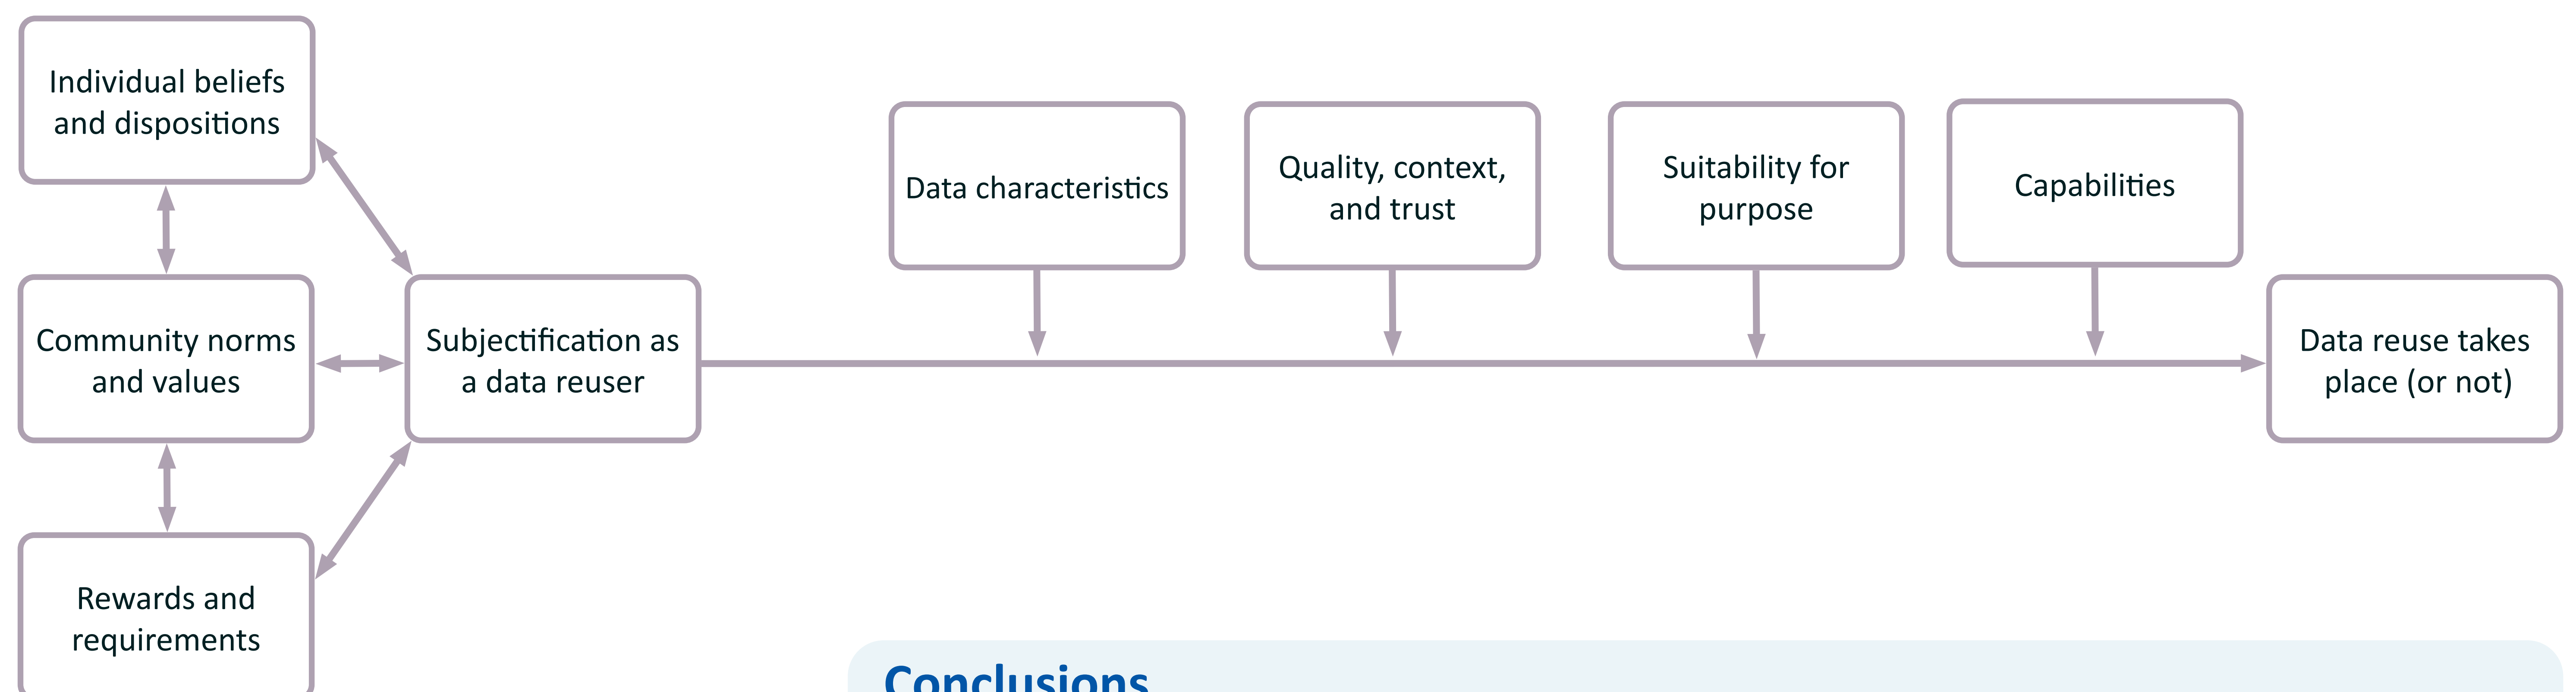 Individual beliefs
and dispositions
Community norms
and values
Rewards and
requirements
Subjectification as
a data reuser
Data characteristics
Quality, context,
and trust
Suitability for
purpose
Capabilities
Data reuse takes
place (or not)
Conclusions